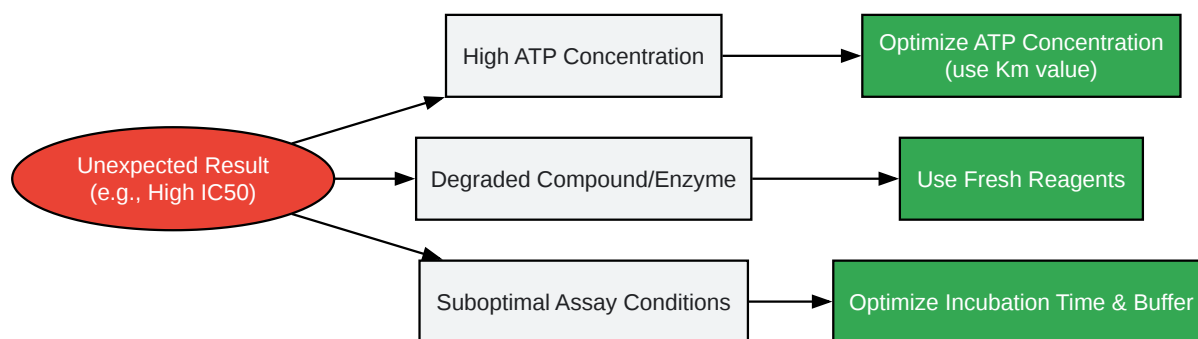 High ATP Concentration
Optimize ATP Concentration
(use Km value)
Unexpected Result
(e.g., High IC50)
Degraded Compound/Enzyme
Use Fresh Reagents
Suboptimal Assay Conditions
Optimize Incubation Time & Buffer